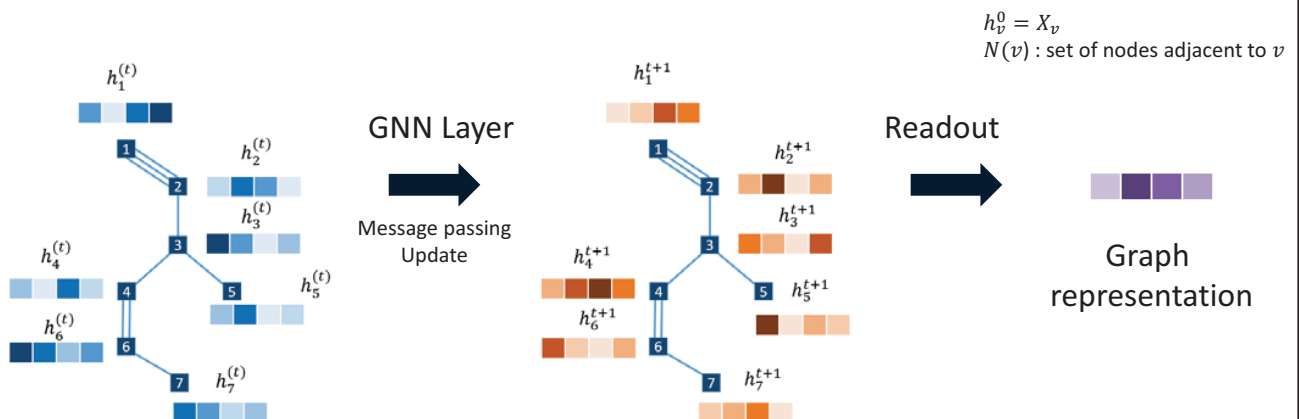 h_v^0 = X_v
N(v) : set of nodes adjacent to v
h_1^{(t)}
1
h_2^{(t)}
2
h_3^{(t)}
3
h_4^{(t)}
4
5
h_5^{(t)}
h_6^{(t)}
6
7
h_7^{(t)}
GNN Layer
Message passing
Update
h_1^{t+1}
1
h_2^{t+1}
2
h_3^{t+1}
3
h_4^{t+1}
4
5
h_5^{t+1}
h_6^{t+1}
6
7
h_7^{t+1}
Readout
Graph
representation